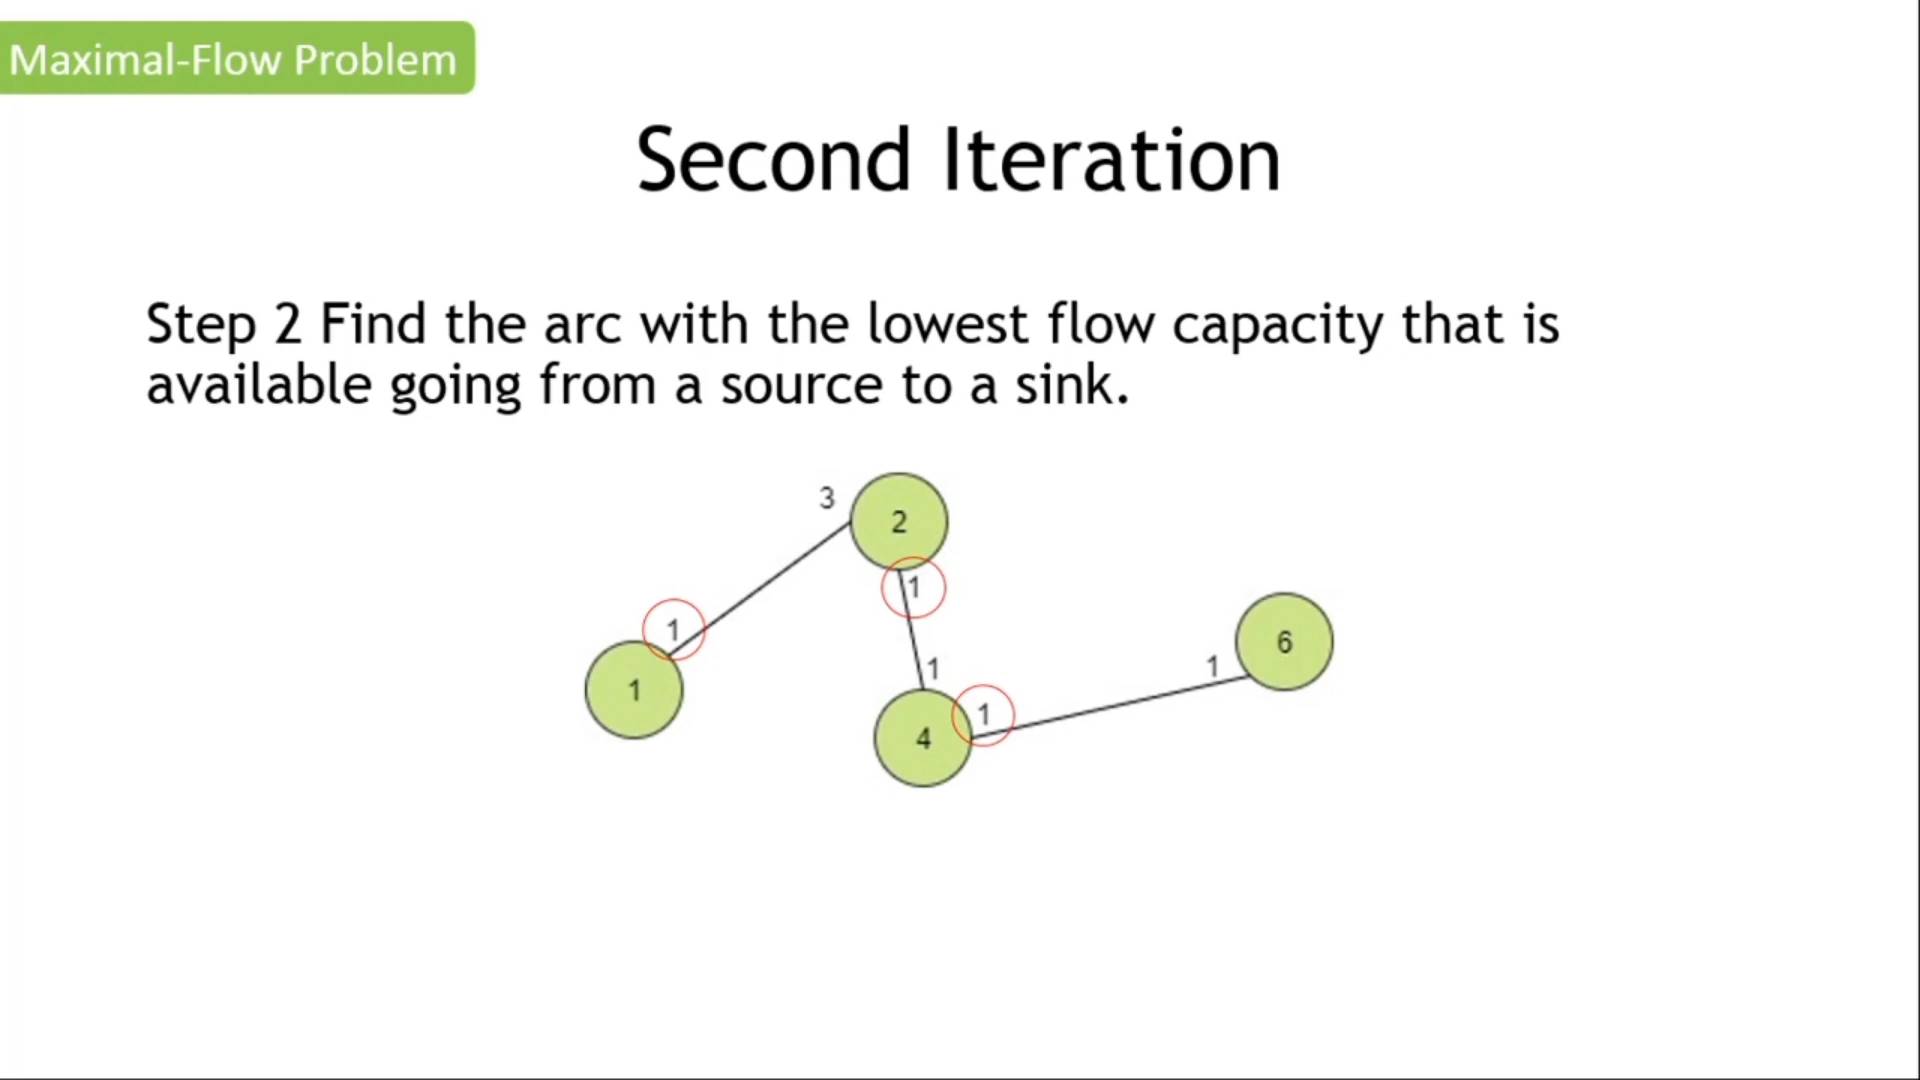 Maximal-Flow Problem
Second Iteration
Step 2 Find the arc with the lowest flow capacity that is
available going from a source to a sink.
3
2
1
1
6
1
1
1
1
4